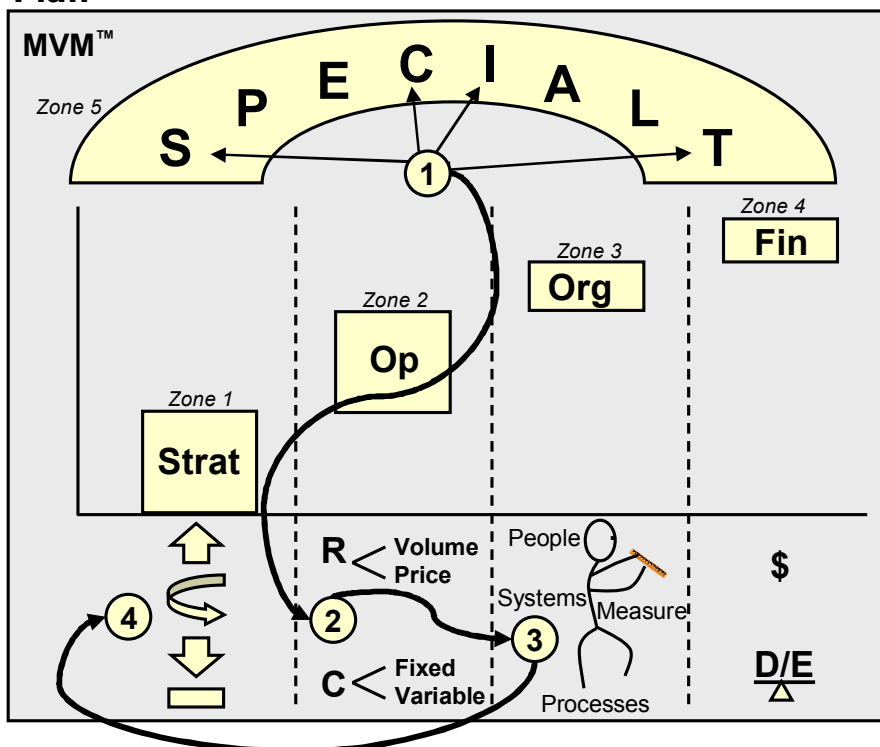 MVM™
Zone 5
S P E C I A L T
1
Zone 4
Fin
Zone 3
Org
Zone 2
Op
Zone 1
Strat
R
Volume
Price
People
$
Systems
Measure
4
2
3
C
Fixed
Variable
D/E
Processes